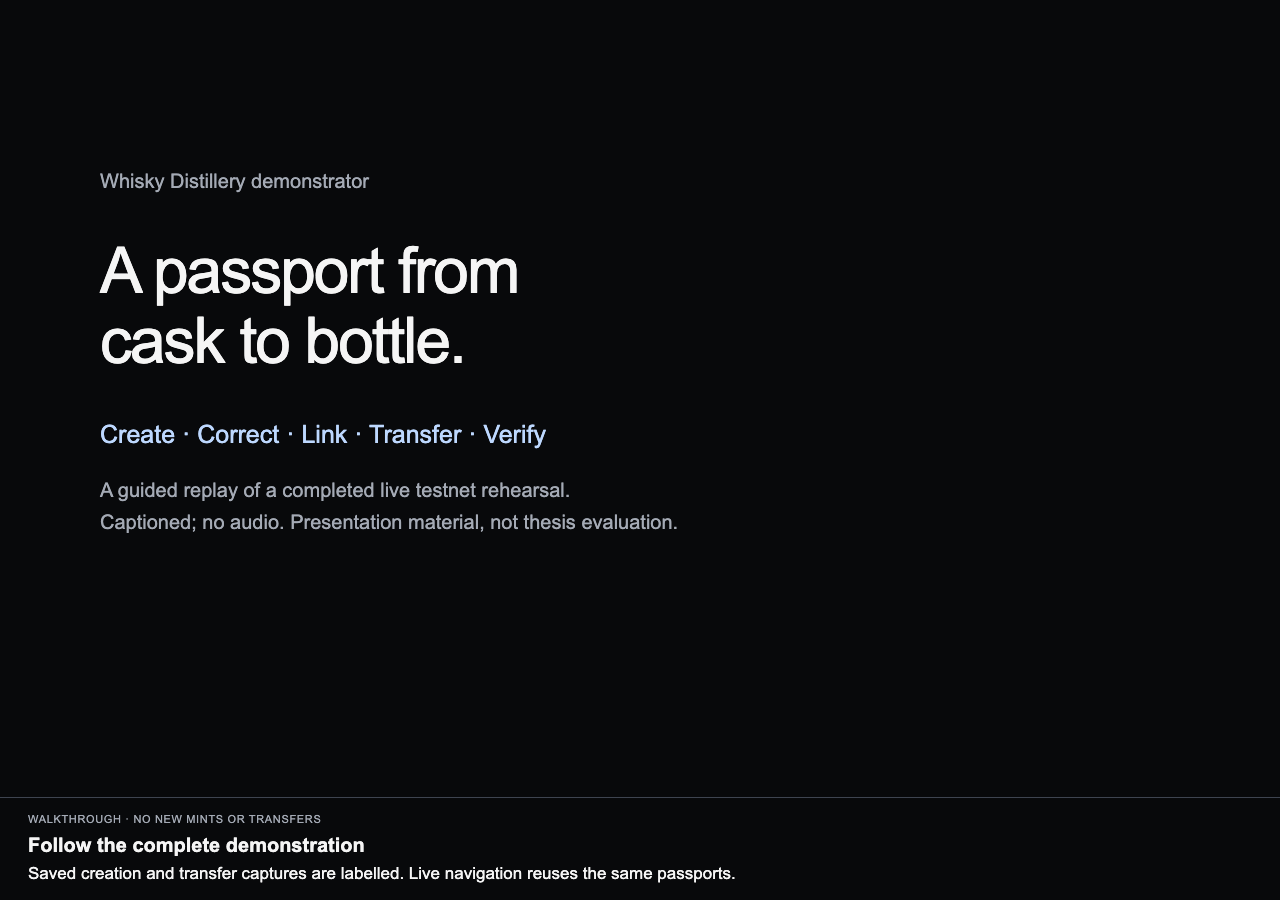 Whisky Distillery demonstrator
A passport from
cask to bottle.
Create · Correct · Link · Transfer · Verify
A guided replay of a completed live testnet rehearsal.
Captioned; no audio. Presentation material, not thesis evaluation.
WALKTHROUGH · NO NEW MINTS OR TRANSFERS
Follow the complete demonstration
Saved creation and transfer captures are labelled. Live navigation reuses the same passports.